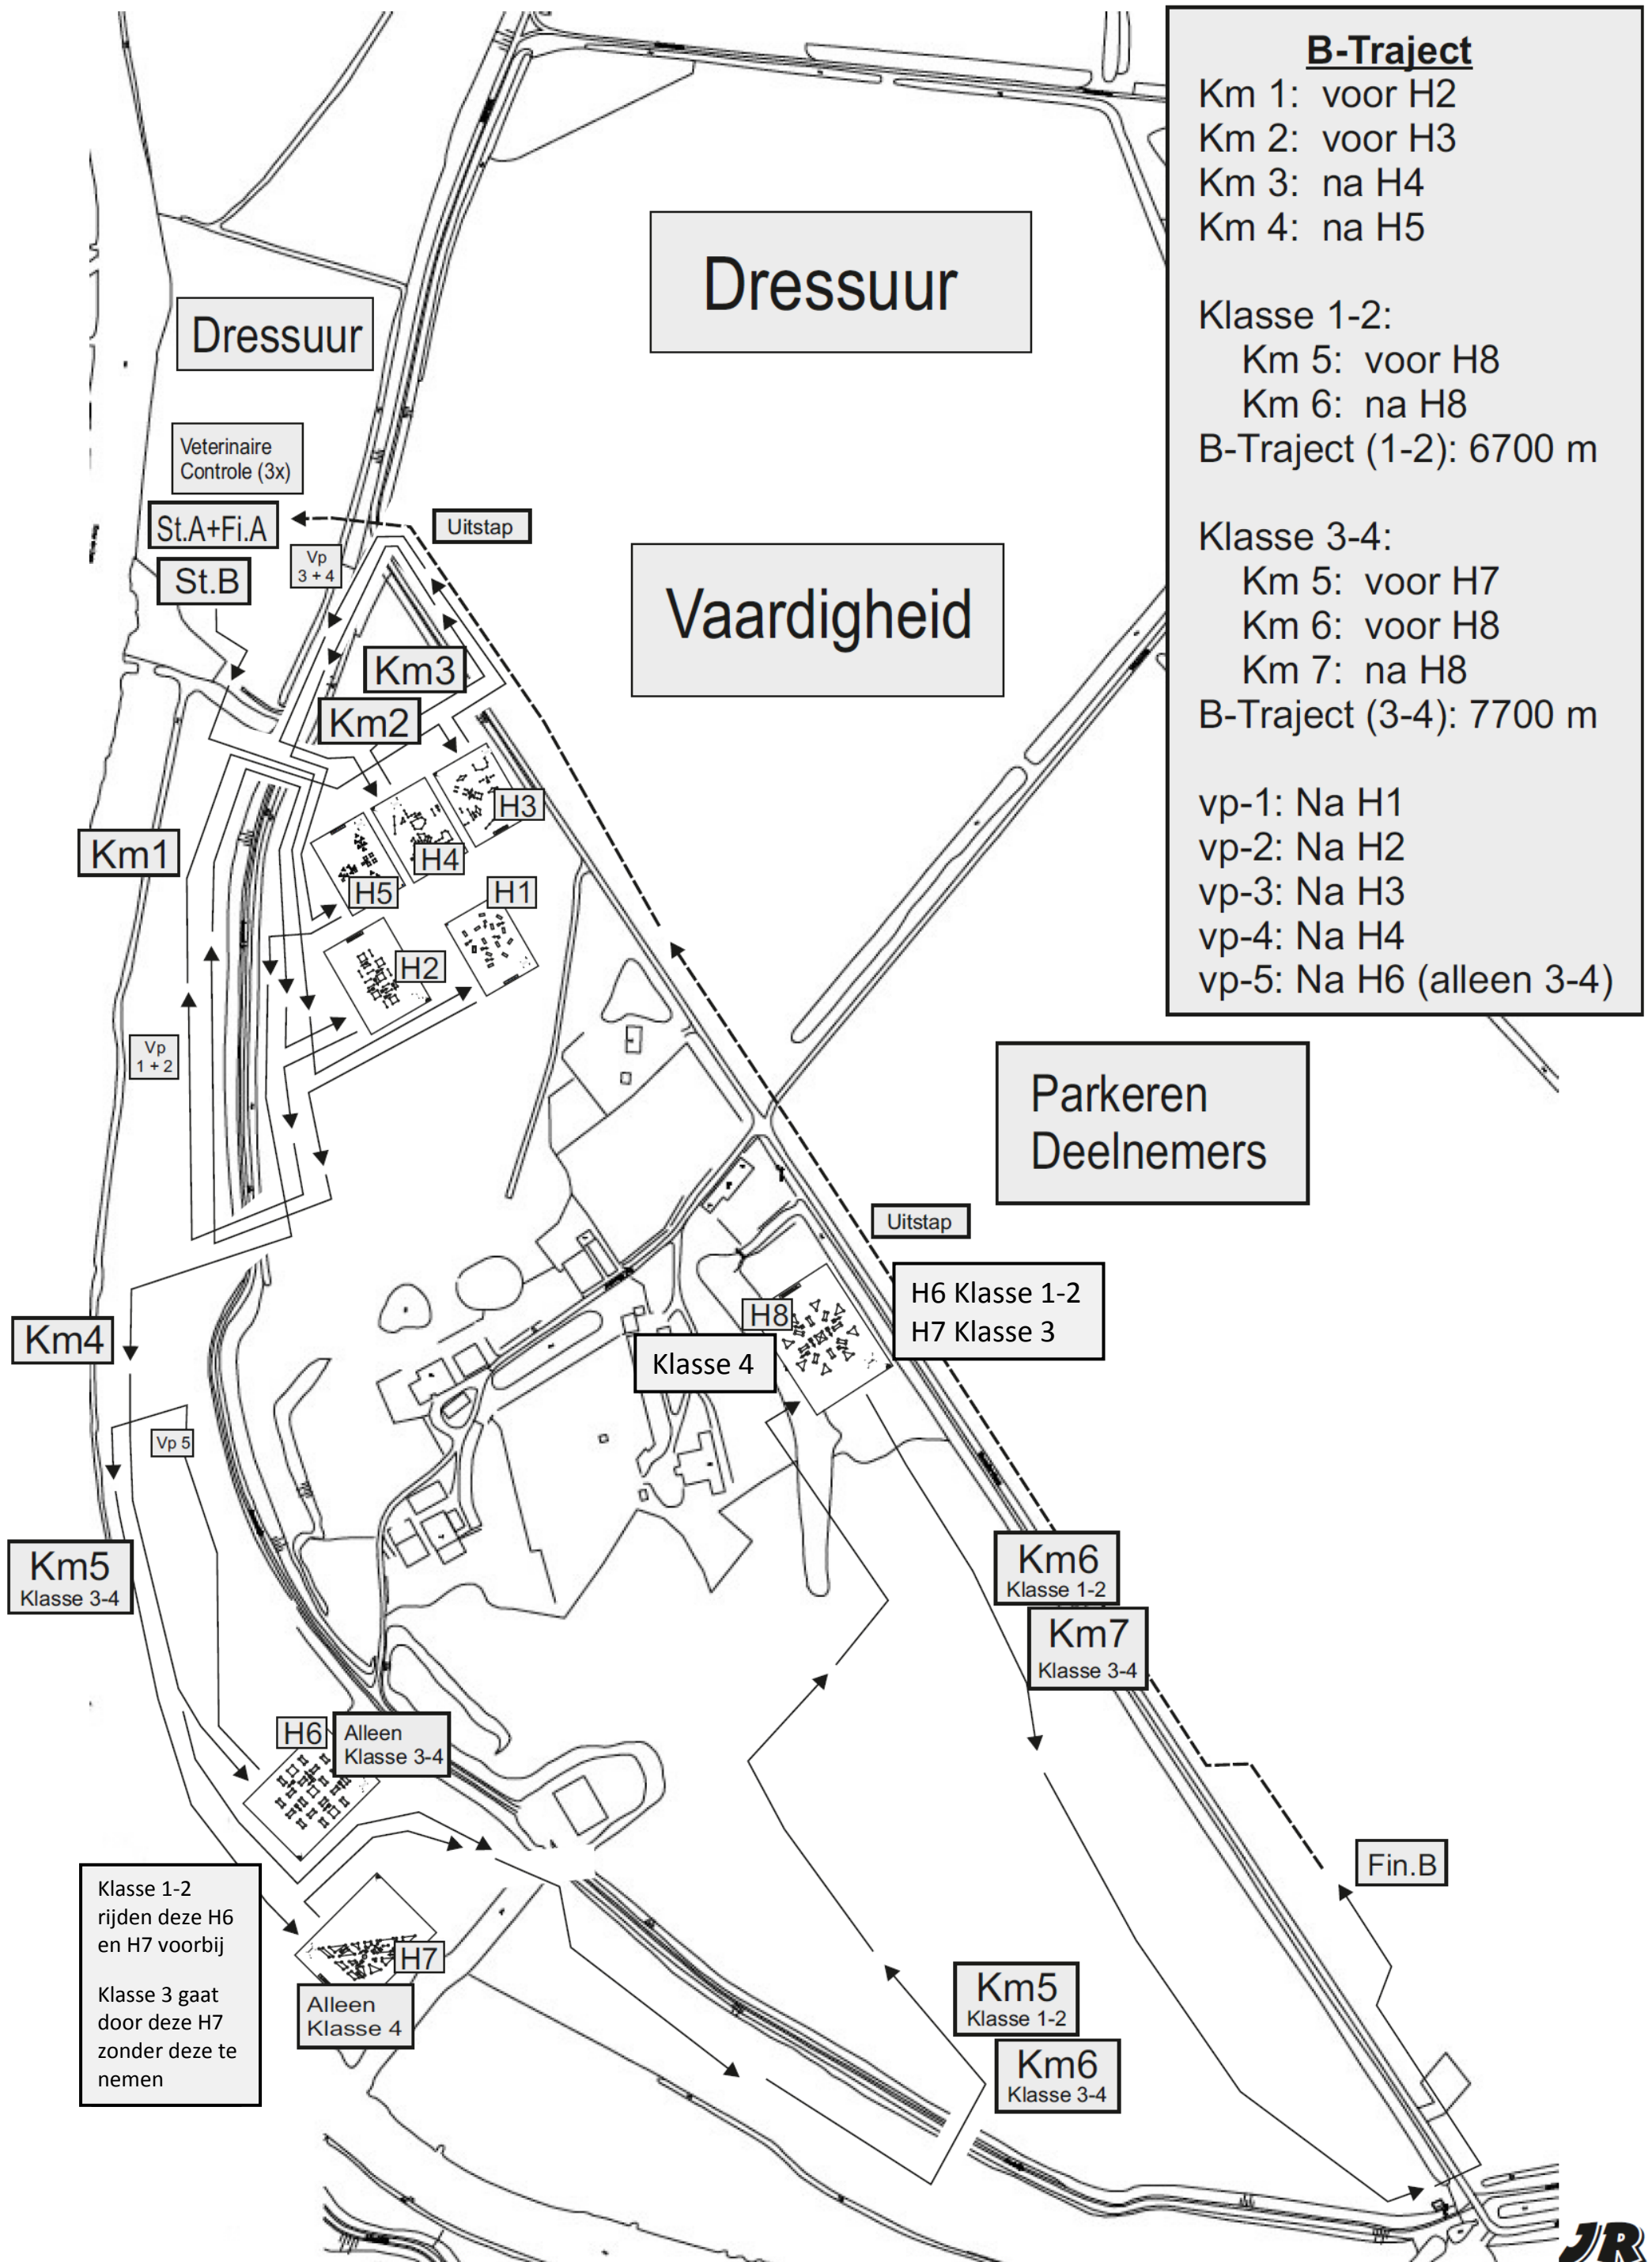 B-Traject
Km 1: voor H2
Km 2: voor H3
Km 3: na H4
Km 4: na H5
Klasse 1-2:
Km 5: voor H8
Km 6: na H8
B-Traject (1-2): 6700 m
Klasse 3-4:
Km 5: voor H7
Km 6: voor H8
Km 7: na H8
B-Traject (3-4): 7700 m
vp-1: Na H1
vp-2: Na H2
vp-3: Na H3
vp-4: Na H4
vp-5: Na H6 (alleen 3-4)
Dressuur
Dressuur
Veterinaire
Controle (3x)
St.A+Fi.A
Uitstap
Vp
3 + 4
St.B
Vaardigheid
Km3
Km2
H3
Km1
H4
H5
H1
H2
Vp
1 + 2
Parkeren
Deelnemers
Uitstap
H6 Klasse 1-2
H7 Klasse 3
H8
Km4
Klasse 4
Vp 5
Km5
Klasse 3-4
Km6
Klasse 1-2
Km7
Klasse 3-4
H6
Alleen
Klasse 3-4
Fin.B
Klasse 1-2
rijden deze H6
en H7 voorbij
Klasse 3 gaat
door deze H7
zonder deze te
nemen
H7
Alleen
Klasse 4
Km5
Klasse 1-2
Km6
Klasse 3-4
JR